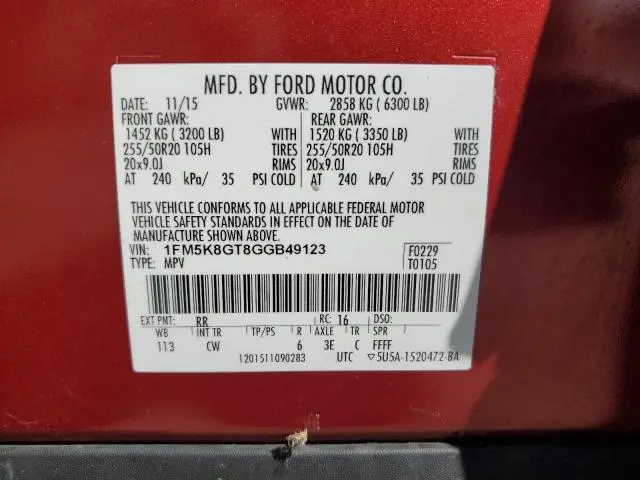 MFD. BY FORD MOTOR CO.
DATE: 11/15 GVWR: 2858 KG ( 6300 LB)
FRONT GAWR: REAR GAWR:
1452 KG ( 3200 LB) WITH 1520 KG ( 3350 LB) WITH
255/50R20 105H TIRES 255/50R20 105H TIRES
20x9.0J RIMS 20x9.0J RIMS
AT 240 kPa/ 35 PSI COLD AT 240 kPa/ 35 PSI COLD
THIS VEHICLE CONFORMS TO ALL APPLICABLE FEDERAL MOTOR
VEHICLE SAFETY STANDARDS IN EFFECT ON THE DATE OF
MANUFACTURE SHOWN ABOVE.
VIN: 1FM5K8GT8GGB49123 F0229
TYPE: MPV T0105
EXT PNT: RR RC: 16 DSO:
WB INT TR TP/PS R AXLE TR SPR
113 CW 6 3E C FFFF
1201511090283 UTC ▽5U5A-1520472-BA